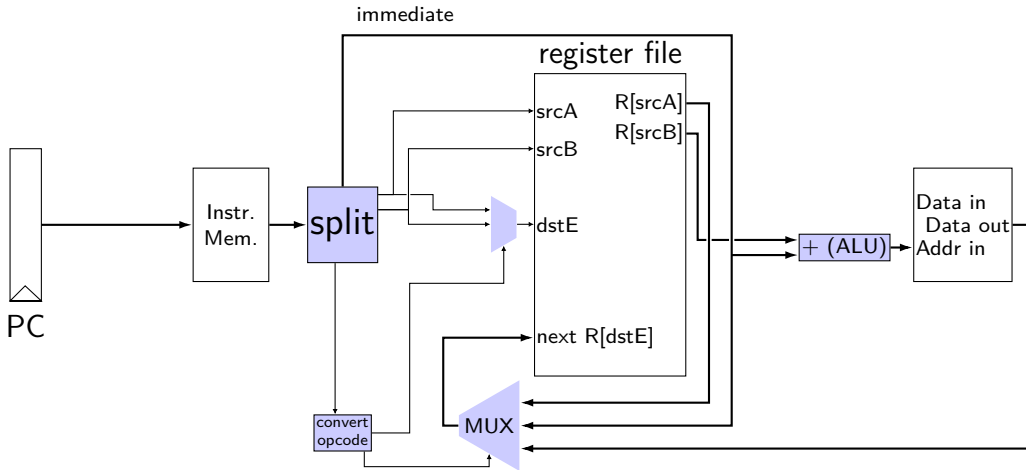 immediate
register file
srcA
R[srcA]
R[srcB]
srcB
Instr.
Mem.
split
dstE
Data in
Data out
Addr in
+ (ALU)
PC
next R[dstE]
convert
opcode
MUX